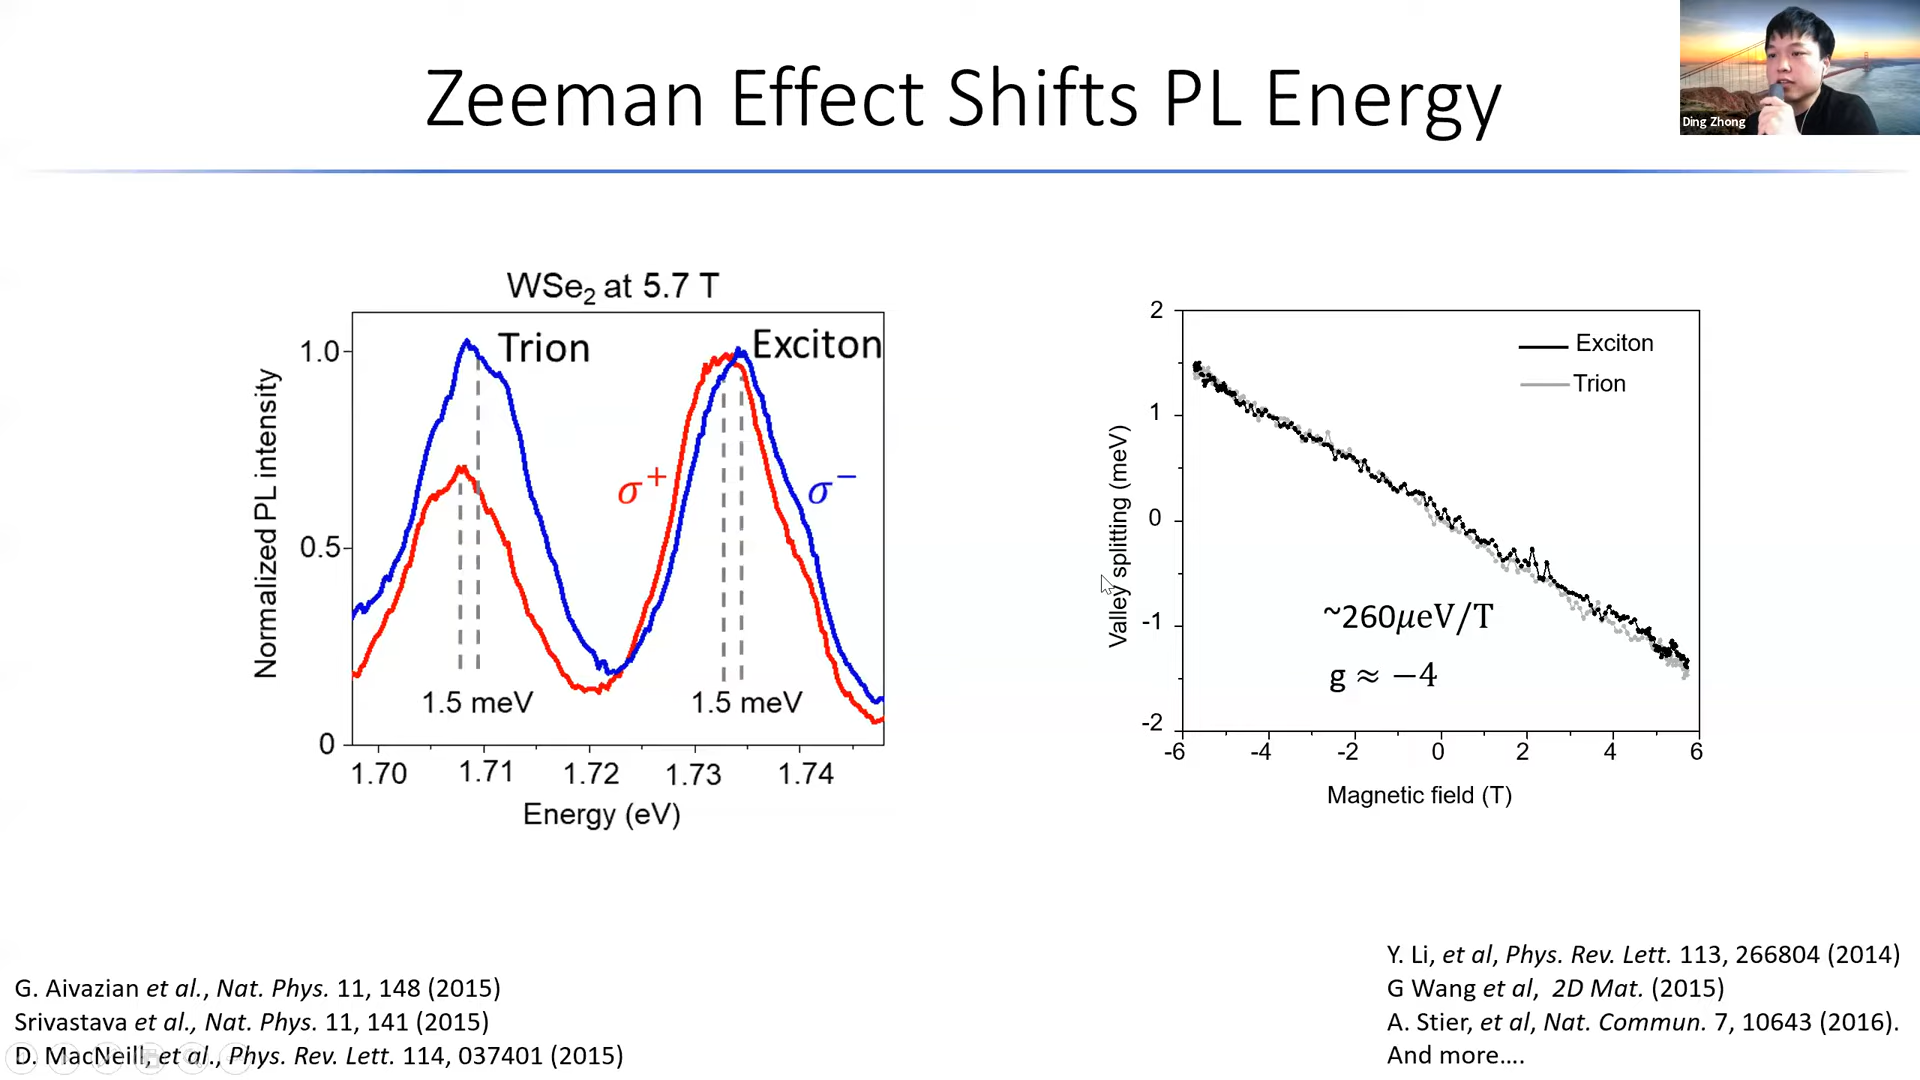 Zeeman Effect Shifts PL Energy
Ding Zhong
WSe₂ at 5.7 T
Trion
Exciton
1.0
0.5
0
σ⁺
σ⁻
Normalized PL intensity
1.5 meV
1.5 meV
1.70 1.71 1.72 1.73 1.74
Energy (eV)
2
1
0
-1
-2
Exciton
Trion
Valley splitting (meV)
~260μeV/T
g ≈ −4
-6 -4 -2 0 2 4 6
Magnetic field (T)
G. Aivazian et al., Nat. Phys. 11, 148 (2015)
Srivastava et al., Nat. Phys. 11, 141 (2015)
D. MacNeill, et al., Phys. Rev. Lett. 114, 037401 (2015)
Y. Li, et al, Phys. Rev. Lett. 113, 266804 (2014)
G Wang et al, 2D Mat. (2015)
A. Stier, et al, Nat. Commun. 7, 10643 (2016).
And more....